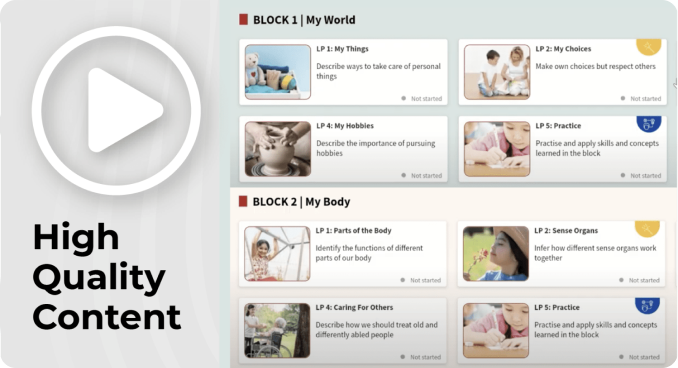 High
Quality
Content
BLOCK 1 | My World
LP 1: My Things
Describe ways to take care of personal
things
Not started
LP 2: My Choices
Make own choices but respect others
Not started
LP 4: My Hobbies
Describe the importance of pursuing
hobbies
Not started
LP 5: Practice
Practise and apply skills and concepts
learned in the block
Not started
BLOCK 2 | My Body
LP 1: Parts of the Body
Identify the functions of different
parts of our body
Not started
LP 2: Sense Organs
Infer how different sense organs work
together
Not started
LP 4: Caring For Others
Describe how we should treat old and
differently abled people
Not started
LP 5: Practice
Practise and apply skills and concepts
learned in the block
Not started